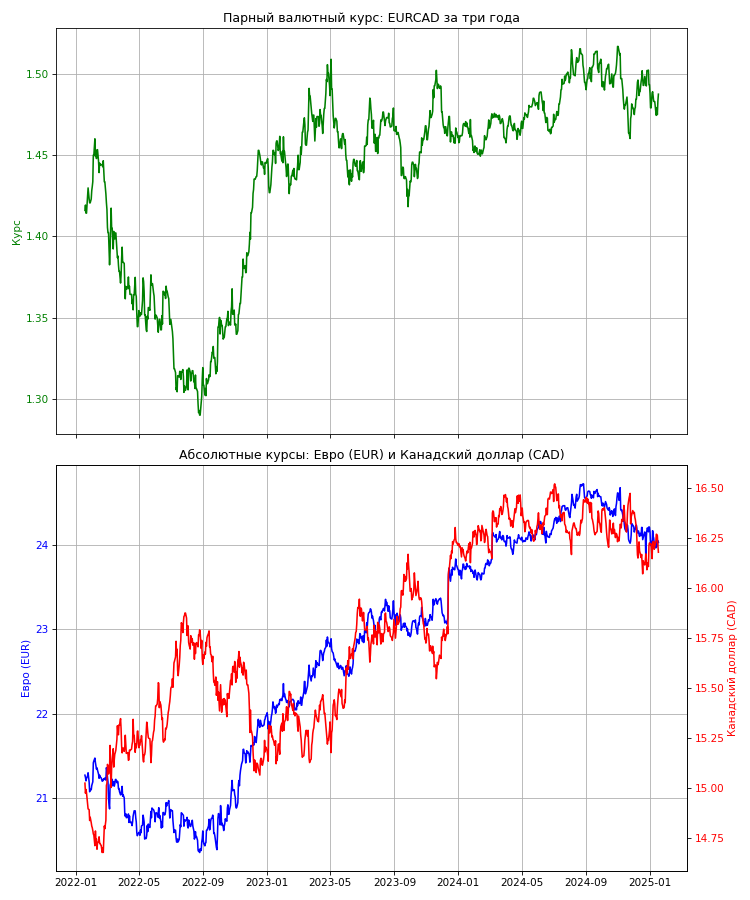 Парный валютный курс: EURCAD за три года
1.50
1.45
1.40
1.35
1.30
Курс
Абсолютные курсы: Евро (EUR) и Канадский доллар (CAD)
24
23
22
21
Евро (EUR)
16.50
16.25
16.00
15.75
15.50
15.25
15.00
14.75
Канадский доллар (CAD)
2022-01 2022-05 2022-09 2023-01 2023-05 2023-09 2024-01 2024-05 2024-09 2025-01